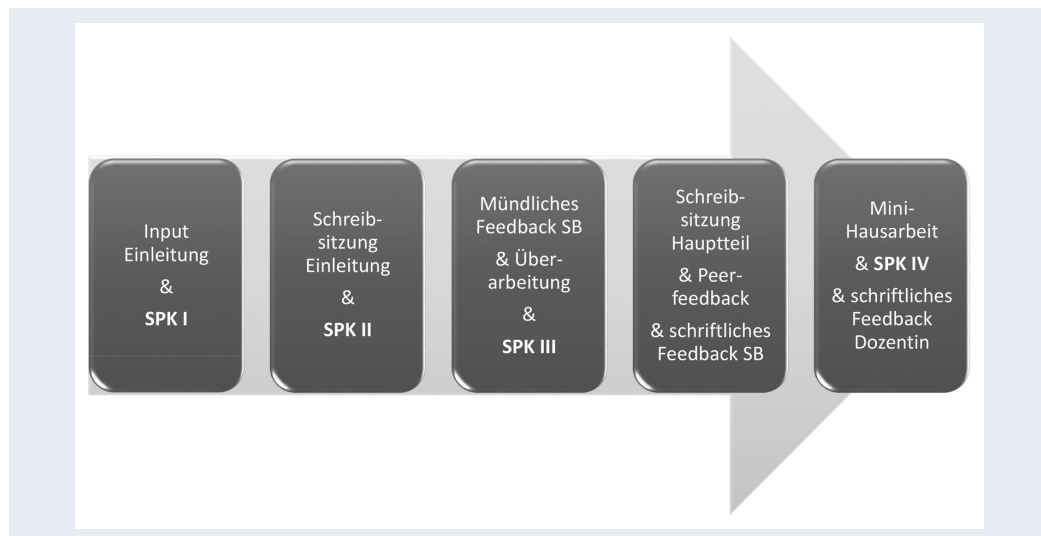 Input
Einleitung
&
SPK I
Schreib-
sitzung
Einleitung
&
SPK II
Mündliches
Feedback SB
& Über-
arbeitung
&
SPK III
Schreib-
sitzung
Hauptteil
& Peer-
feedback
& schriftliches
Feedback SB
Mini-
Hausarbeit
& SPK IV
& schriftliches
Feedback
Dozentin